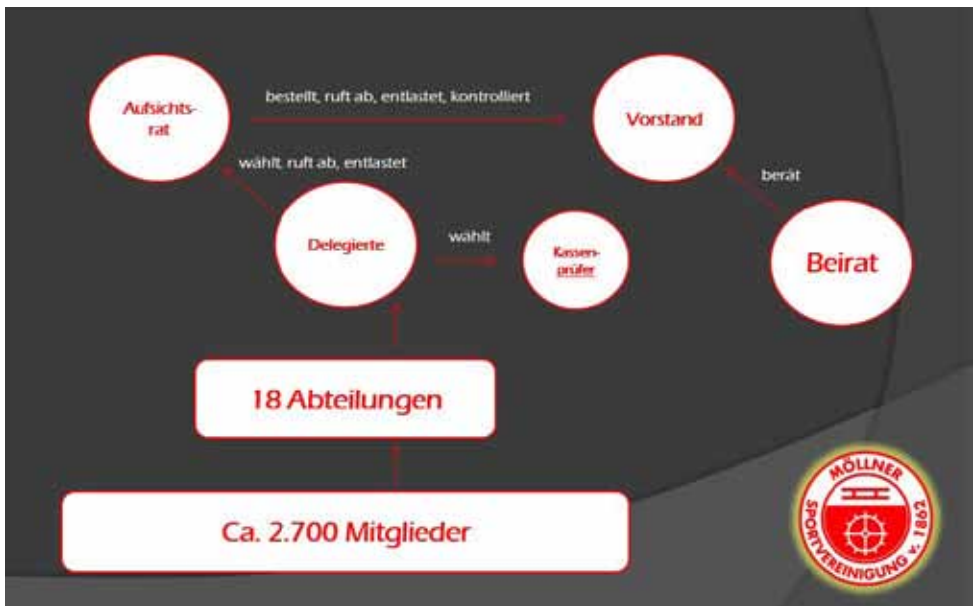 Aufsichts-
rat
bestellt, ruft ab, entlastet, kontrolliert
Vorstand
wählt, ruft ab, entlastet
berät
Delegierte
wählt
Kassen-
prüfer
Beirat
18 Abteilungen
Ca. 2.700 Mitglieder
MÖLLNER
SPORTVEREINIGUNG v. 1862